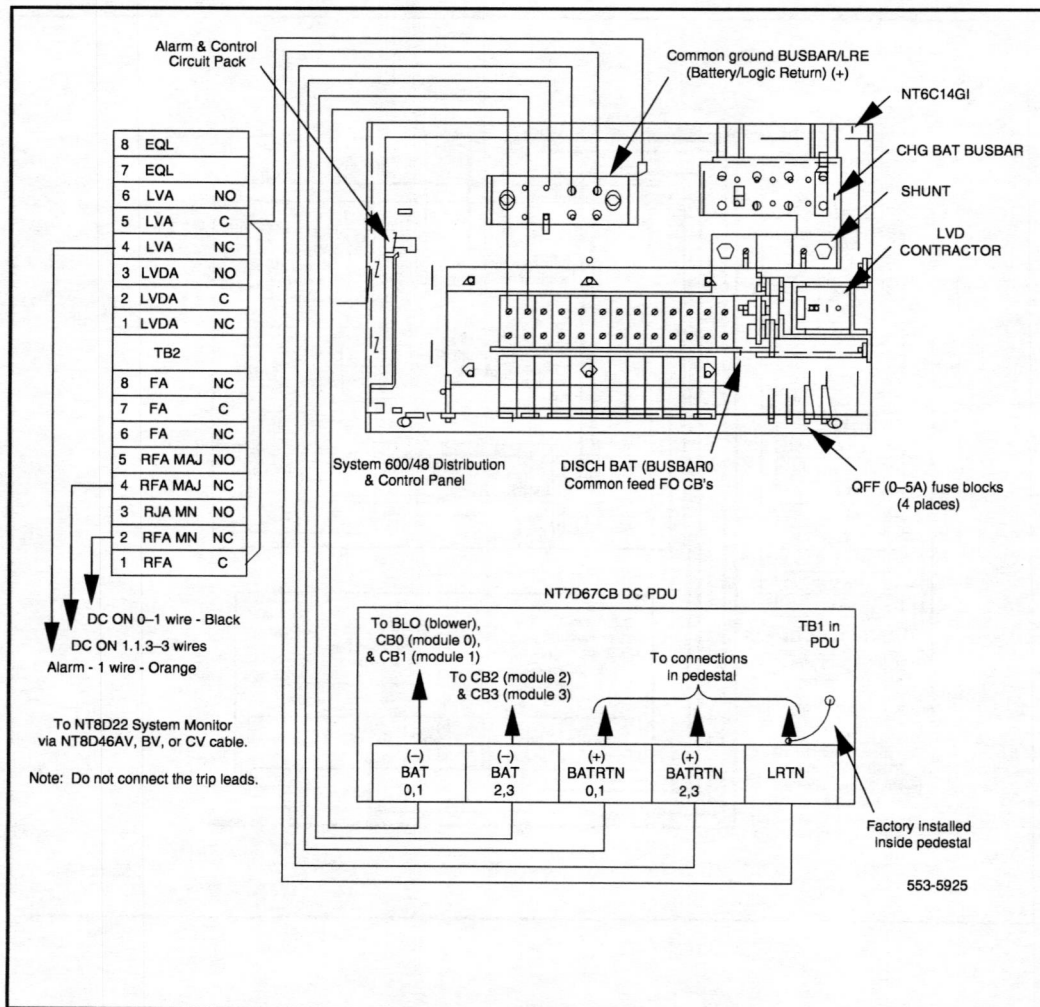 Alarm & Control
Circuit Pack
Common ground BUSBAR/LRE
(Battery/Logic Return) (+)
NT6C14GI
CHG BAT BUSBAR
SHUNT
LVD
CONTRACTOR
8 EQL
7 EQL
6 LVA NO
5 LVA C
4 LVA NC
3 LVDA NO
2 LVDA C
1 LVDA NC
TB2
8 FA NC
7 FA C
6 FA NC
5 RFA MAJ NO
4 RFA MAJ NC
3 RJA MN NO
2 RFA MN NC
1 RFA C
System 600/48 Distribution
& Control Panel
DISCH BAT (BUSBAR0
Common feed FO CB's
QFF (0–5A) fuse blocks
(4 places)
DC ON 0–1 wire - Black
DC ON 1.1.3–3 wires
Alarm - 1 wire - Orange
To NT8D22 System Monitor
via NT8D46AV, BV, or CV cable.
Note: Do not connect the trip leads.
NT7D67CB DC PDU
To BLO (blower),
CB0 (module 0),
& CB1 (module 1)
To CB2 (module 2)
& CB3 (module 3)
To connections
in pedestal
TB1 in
PDU
(–)
BAT
0,1
(–)
BAT
2,3
(+)
BATRTN
0,1
(+)
BATRTN
2,3
LRTN
Factory installed
inside pedestal
553-5925